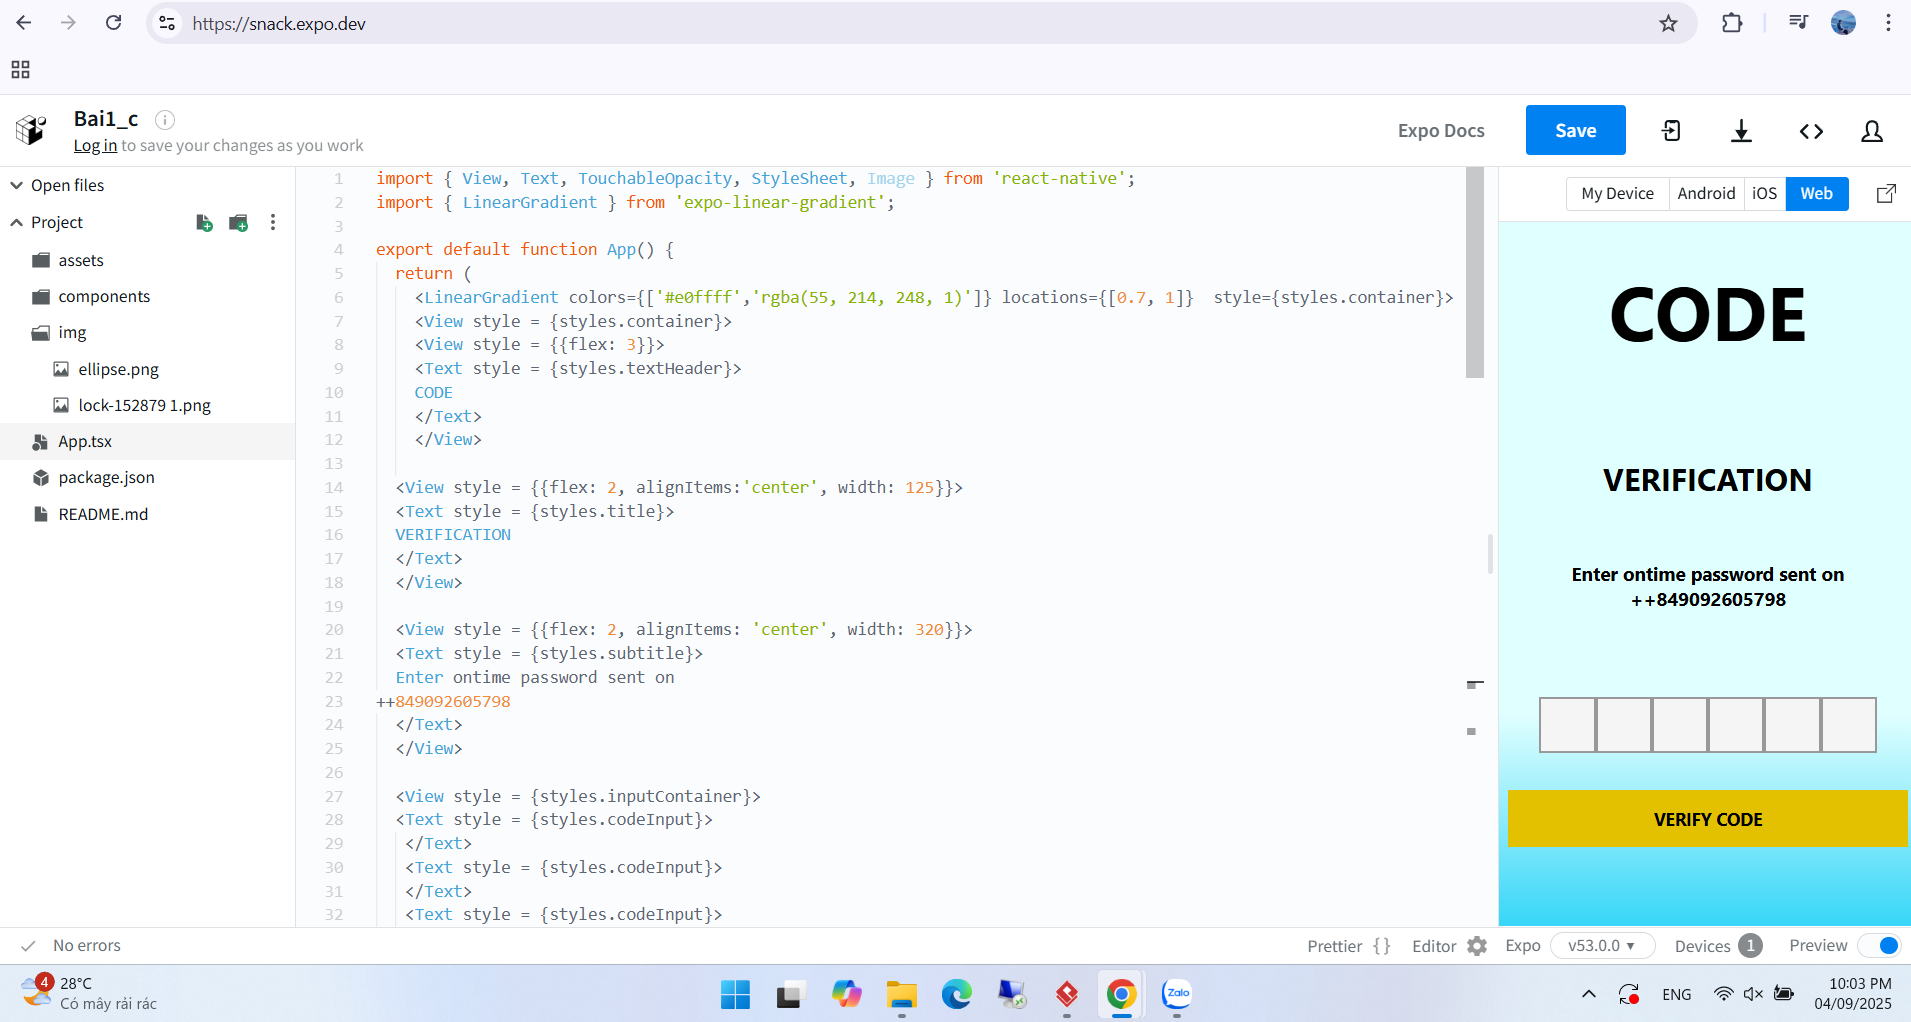 https://snack.expo.dev
Bai1_c
Log in to save your changes as you work
Expo Docs
Save
Open files
Project
assets
components
img
ellipse.png
lock-152879 1.png
App.tsx
package.json
README.md
1 import { View, Text, TouchableOpacity, StyleSheet, Image } from 'react-native';
2 import { LinearGradient } from 'expo-linear-gradient';
3
4 export default function App() {
5 return (
6 <LinearGradient colors={['#e0ffff','rgba(55, 214, 248, 1)']} locations={[0.7, 1]}  style={styles.container}>
7 <View style = {styles.container}>
8 <View style = {{flex: 3}}>
9 <Text style = {styles.textHeader}>
10 CODE
11 </Text>
12 </View>
13
14 <View style = {{flex: 2, alignItems:'center', width: 125}}>
15 <Text style = {styles.title}>
16 VERIFICATION
17 </Text>
18 </View>
19
20 <View style = {{flex: 2, alignItems: 'center', width: 320}}>
21 <Text style = {styles.subtitle}>
22 Enter ontime password sent on
23 ++849092605798
24 </Text>
25 </View>
26
27 <View style = {styles.inputContainer}>
28 <Text style = {styles.codeInput}>
29 </Text>
30 <Text style = {styles.codeInput}>
31 </Text>
32 <Text style = {styles.codeInput}>
My Device Android iOS Web
CODE
VERIFICATION
Enter ontime password sent on
++849092605798
VERIFY CODE
No errors
Prettier {} Editor Expo v53.0.0 Devices 1 Preview
4
28°C
Có mây rải rác
Zalo
ENG
10:03 PM
04/09/2025